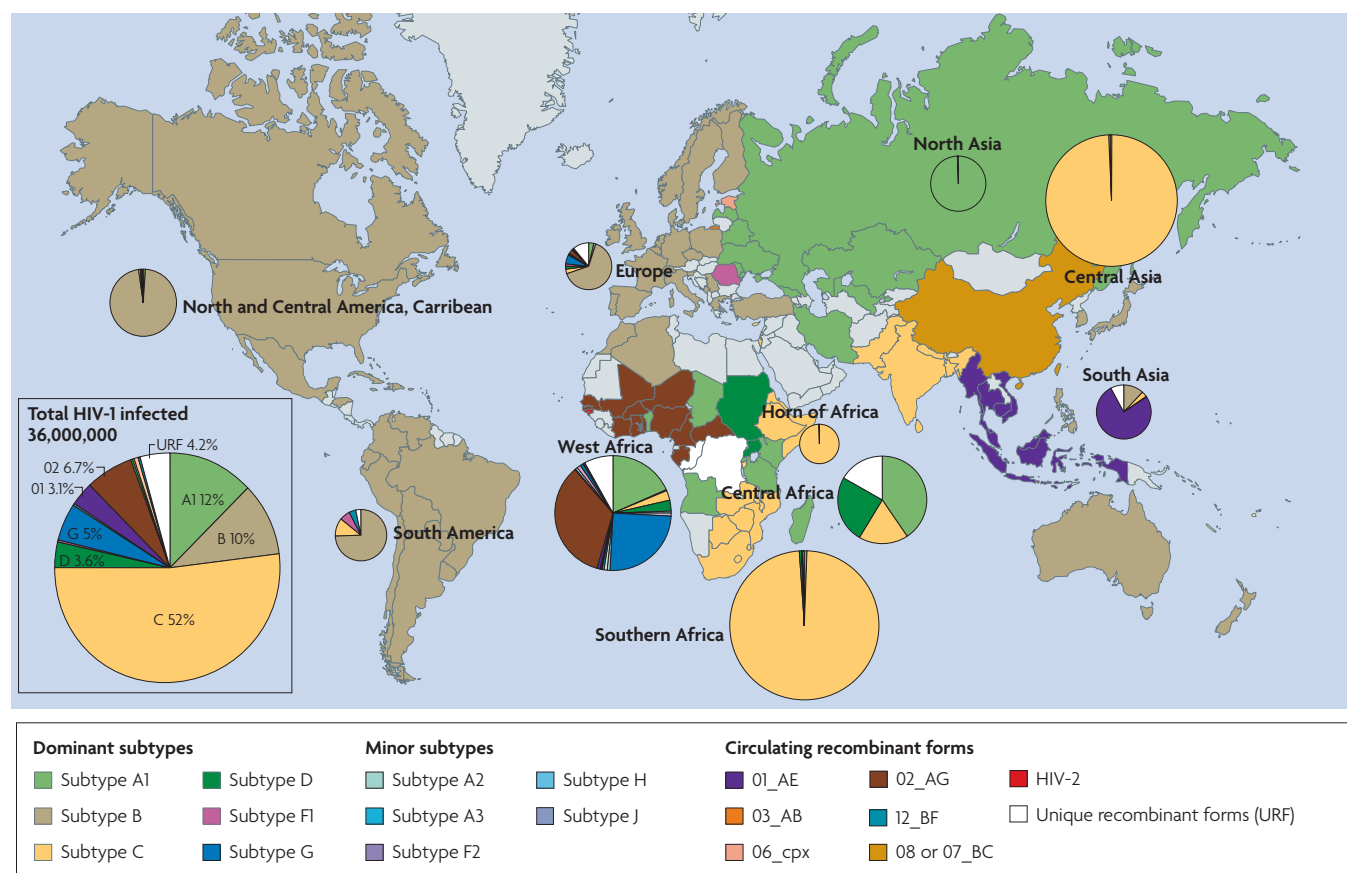 North Asia
Central Asia
Europe
North and Central America, Carribean
South Asia
Horn of Africa
West Africa
Central Africa
South America
Southern Africa
Total HIV-1 infected
36,000,000
URF 4.2%
02 6.7%
01 3.1%
A1 12%
G 5%
B 10%
D 3.6%
C 52%
Dominant subtypes
Subtype A1
Subtype B
Subtype C
Subtype D
Subtype F1
Subtype G
Minor subtypes
Subtype A2
Subtype A3
Subtype F2
Subtype H
Subtype J
Circulating recombinant forms
01_AE
03_AB
06_cpx
02_AG
12_BF
08 or 07_BC
HIV-2
Unique recombinant forms (URF)